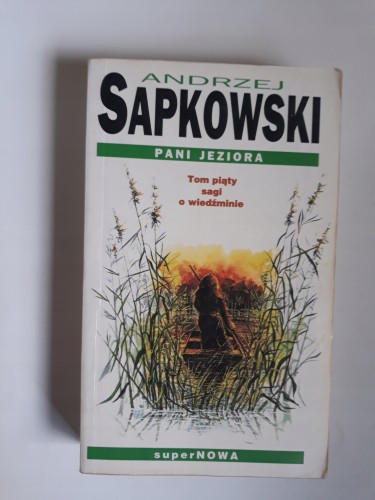 ANDRZEJ
SAPKOWSKI
PANI JEZIORA
Tom piąty
sagi
o wiedźminie
superNOWA